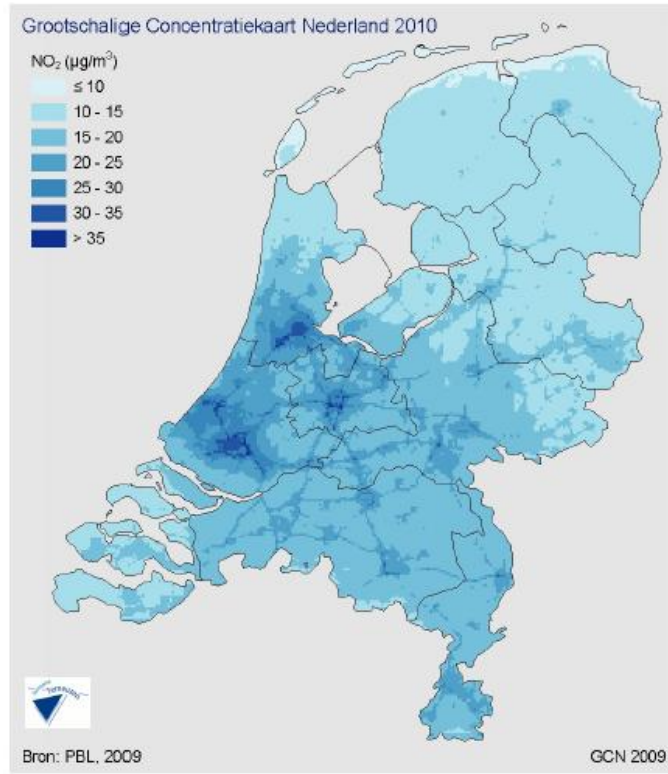 Grootschalige Concentratiekaart Nederland 2010
NO₂ (µg/m³)
≤ 10
10 - 15
15 - 20
20 - 25
25 - 30
30 - 35
> 35
Bron: PBL, 2009
GCN 2009